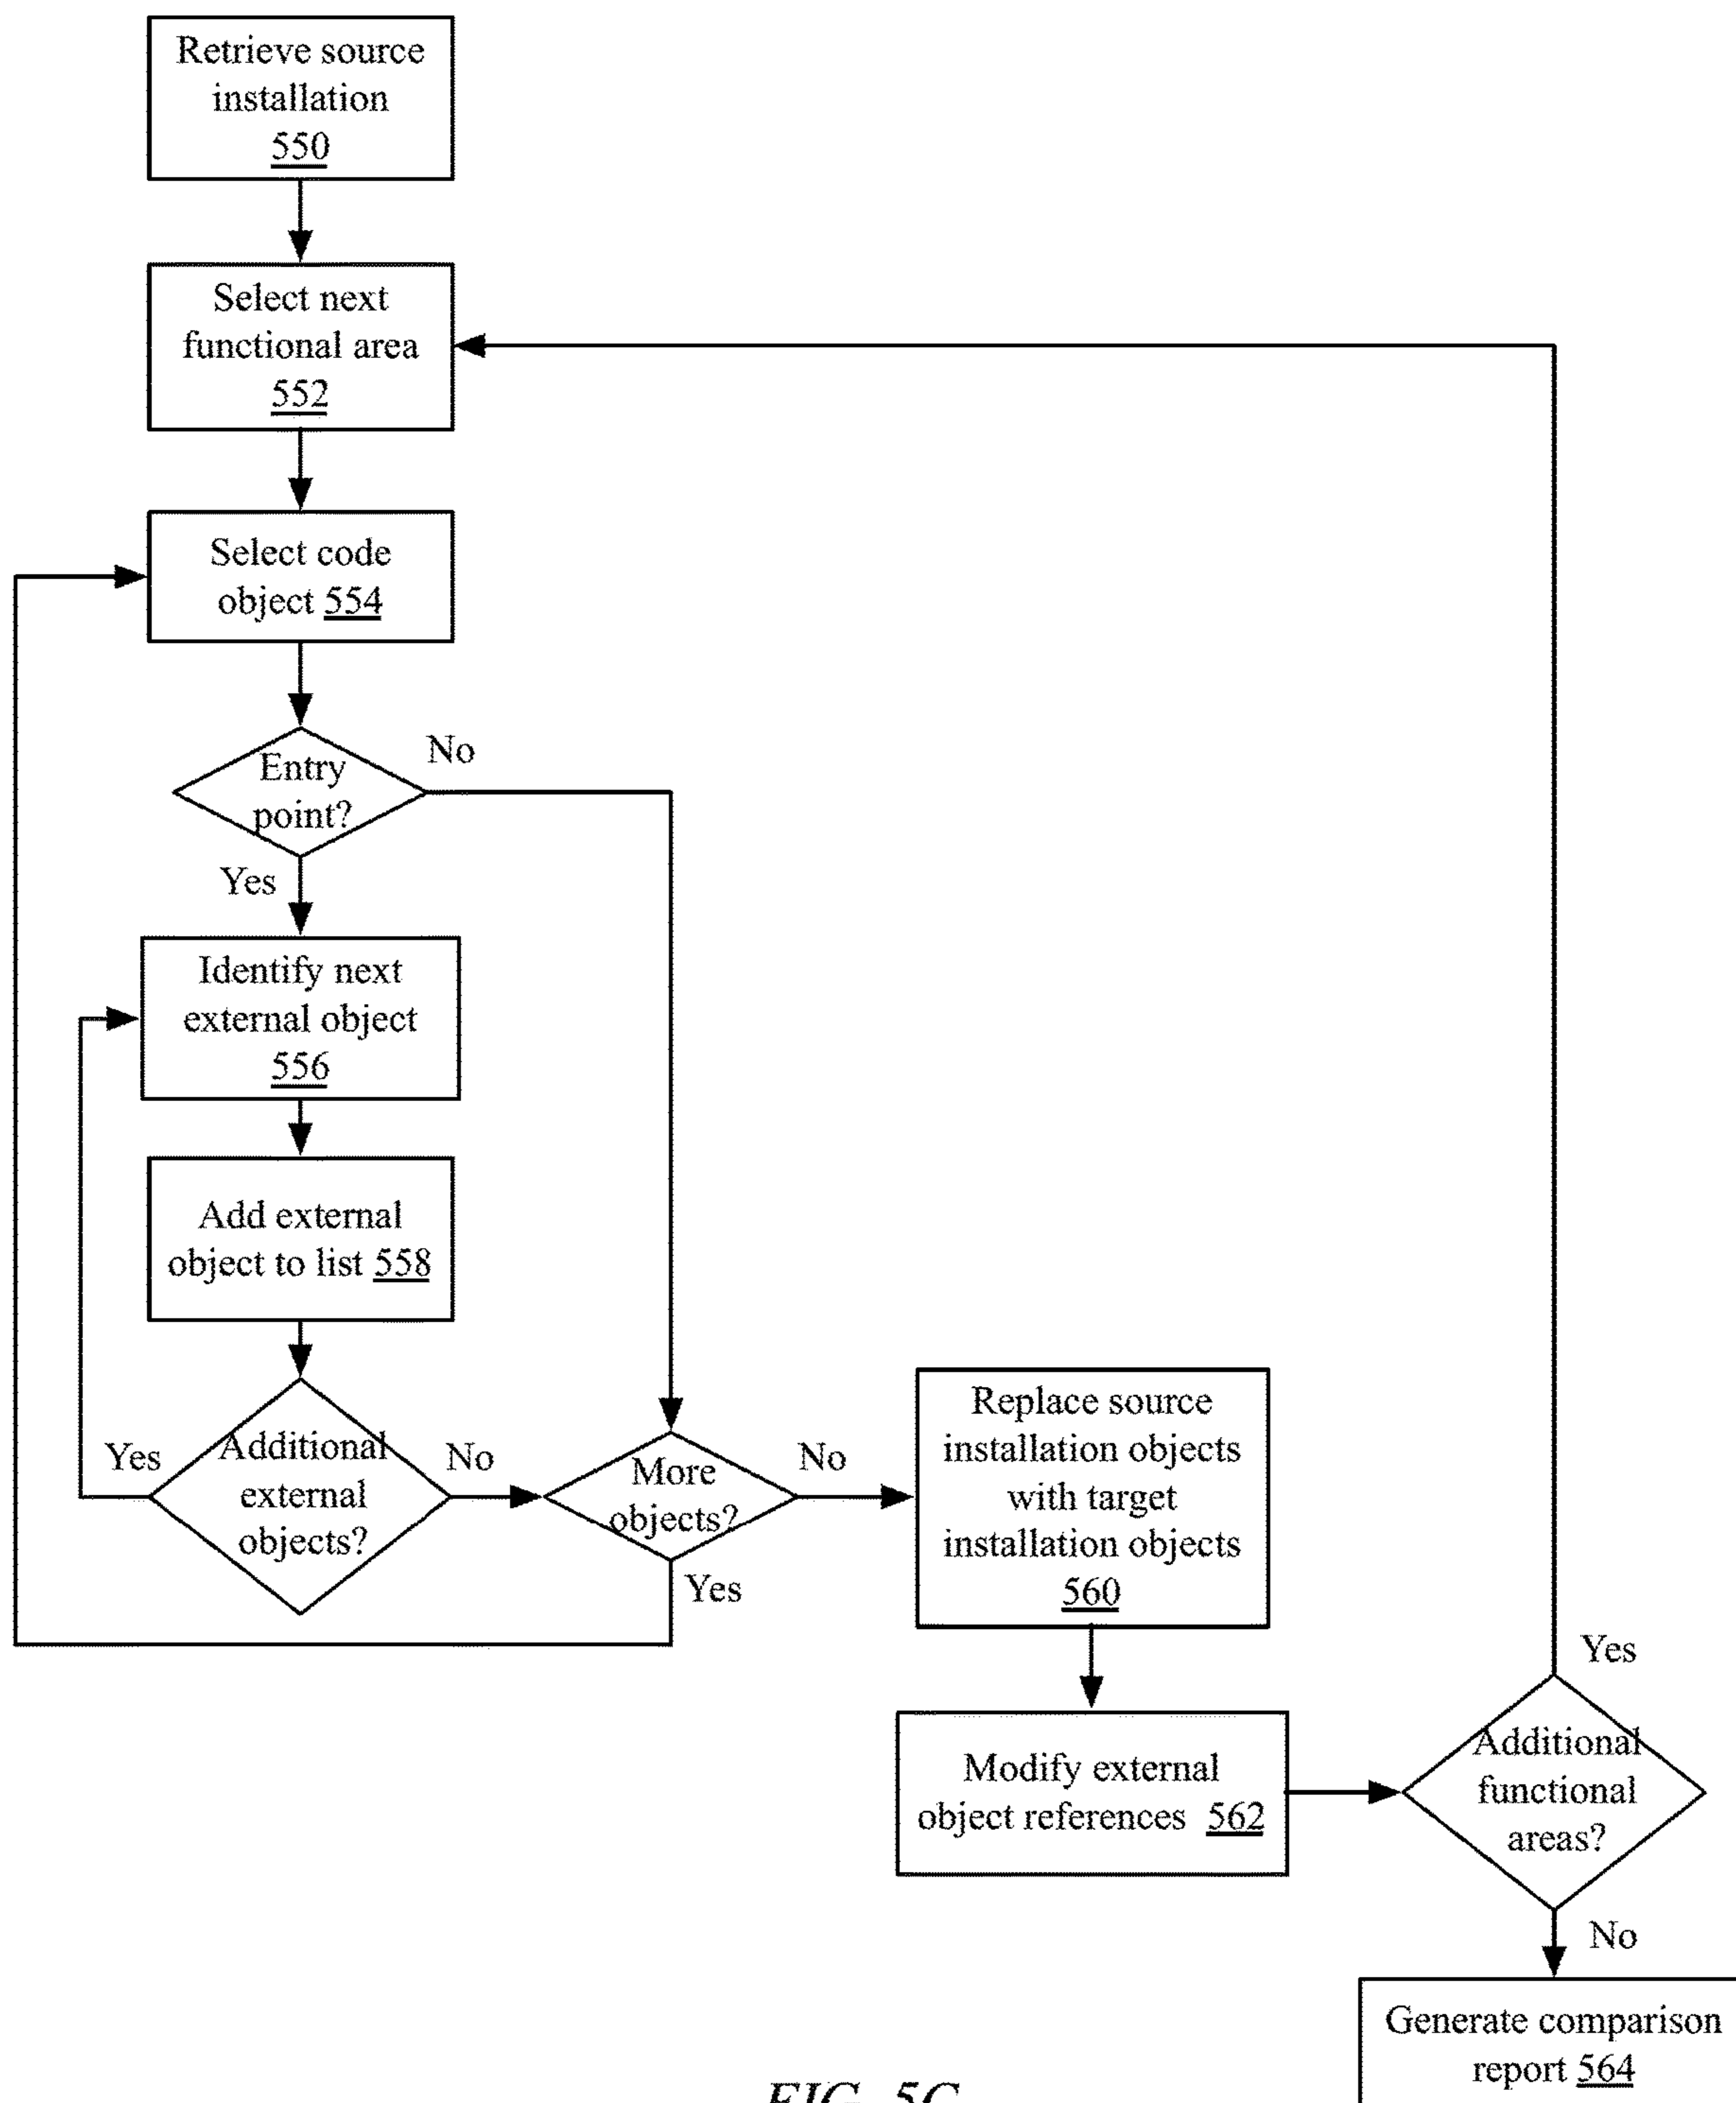 Retrieve source
installation
550
Select next
functional area
552
Select code
object 554
Entry
point?
No
Yes
Identify next
external object
556
Add external
object to list 558
Additional
external
objects?
Yes
No
More
objects?
No
Yes
Replace source
installation objects
with target
installation objects
560
Modify external
object references 562
Additional
functional
areas?
Yes
No
Generate comparison
report 564
FIG. 5C